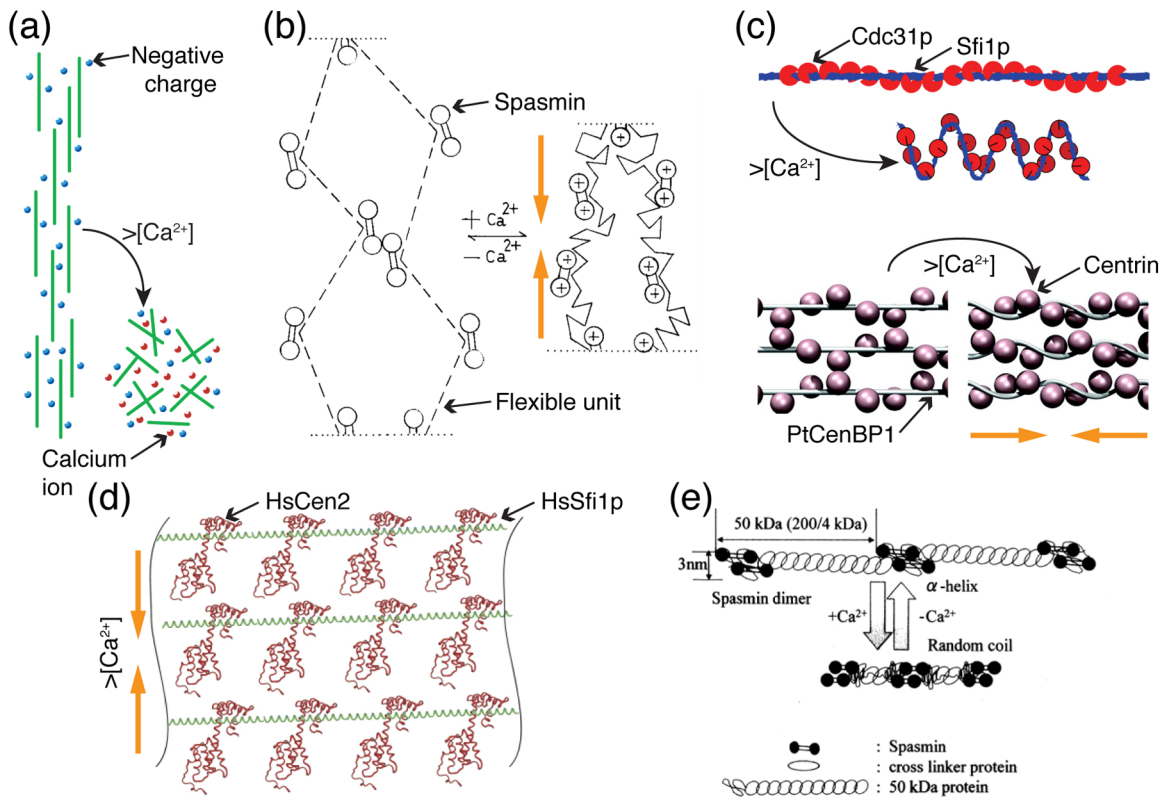 (a)
Negative
charge
>[Ca²⁺]
Calcium
ion
(b)
Spasmin
+ Ca²⁺
− Ca²⁺
Flexible unit
(c)
Cdc31p
Sfi1p
>[Ca²⁺]
>[Ca²⁺]
Centrin
PtCenBP1
(d)
HsCen2
HsSfi1p
>[Ca²⁺]
(e)
50 kDa (200/4 kDa)
3nm
Spasmin dimer
α-helix
+Ca²⁺
-Ca²⁺
Random coil
: Spasmin
: cross linker protein
: 50 kDa protein